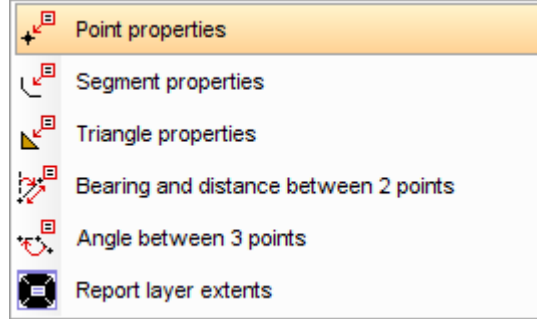 Point properties
Segment properties
Triangle properties
Bearing and distance between 2 points
Angle between 3 points
Report layer extents